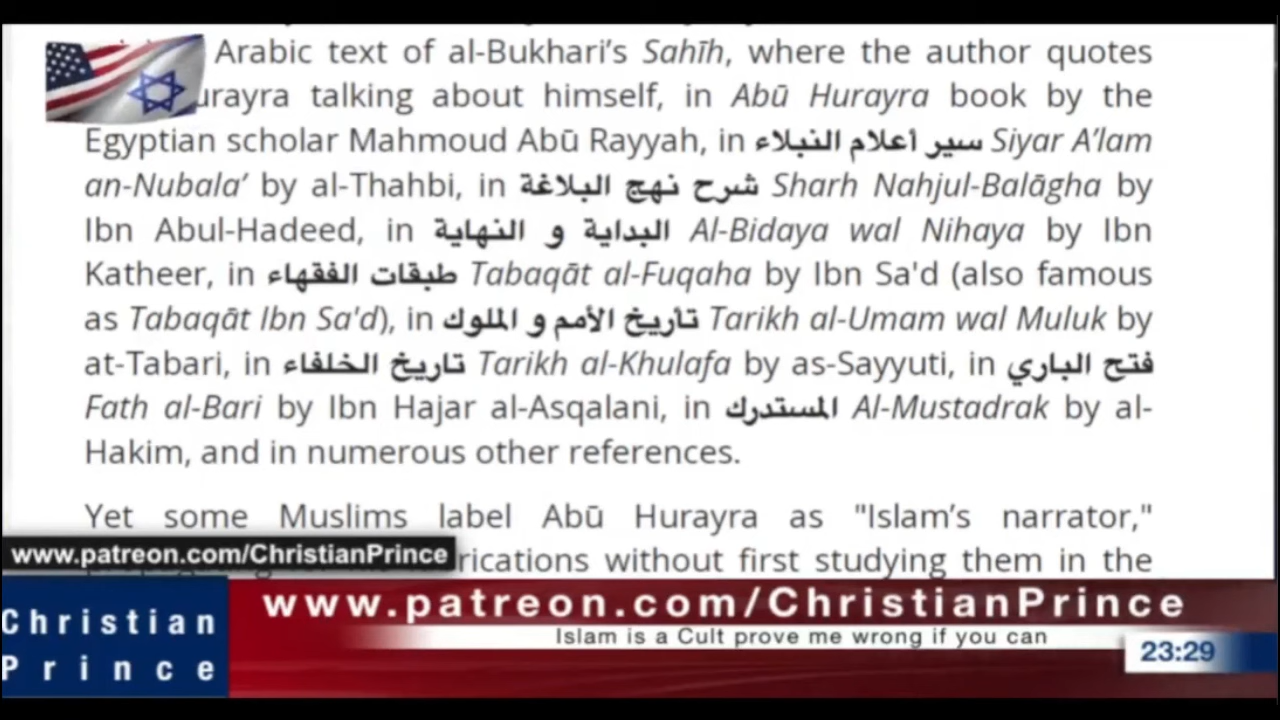 Arabic text of al-Bukhari's Sahīh, where the author quotes
urayra talking about himself, in Abū Hurayra book by the
Egyptian scholar Mahmoud Abū Rayyah, in سير أعلام النبلاء Siyar A'lam
an-Nubala' by al-Thahbi, in شرح نهج البلاغة Sharh Nahjul-Balāgha by
Ibn Abul-Hadeed, in البداية و النهاية Al-Bidaya wal Nihaya by Ibn
Katheer, in طبقات الفقهاء Tabaqāt al-Fuqaha by Ibn Sa'd (also famous
as Tabaqāt Ibn Sa'd), in تأريخ الأمم و الملوك Tarikh al-Umam wal Muluk by
at-Tabari, in تاريخ الخلفاء Tarikh al-Khulafa by as-Sayyuti, in فتح الباري
Fath al-Bari by Ibn Hajar al-Asqalani, in المستدرك Al-Mustadrak by al-
Hakim, and in numerous other references.
Yet some Muslims label Abū Hurayra as "Islam's narrator,"
rications without first studying them in the
www.patreon.com/ChristianPrince
www.patreon.com/ChristianPrince
Islam is a Cult prove me wrong if you can
Christian
Prince
23:29